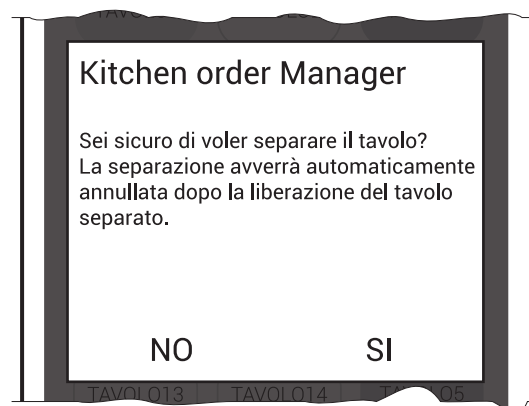 Kitchen order Manager
Sei sicuro di voler separare il tavolo?
La separazione avverrà automaticamente
annullata dopo la liberazione del tavolo
separato.
NO SI
TAVOLO13 TAVOLO14